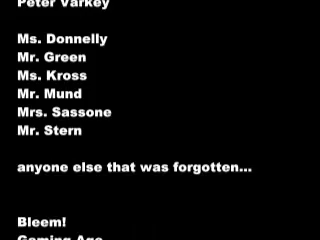 Peter Varkey
Ms. Donnelly
Mr. Green
Ms. Kross
Mr. Mund
Mrs. Sassone
Mr. Stern
anyone else that was forgotten...
Bleem!
Gaming Age